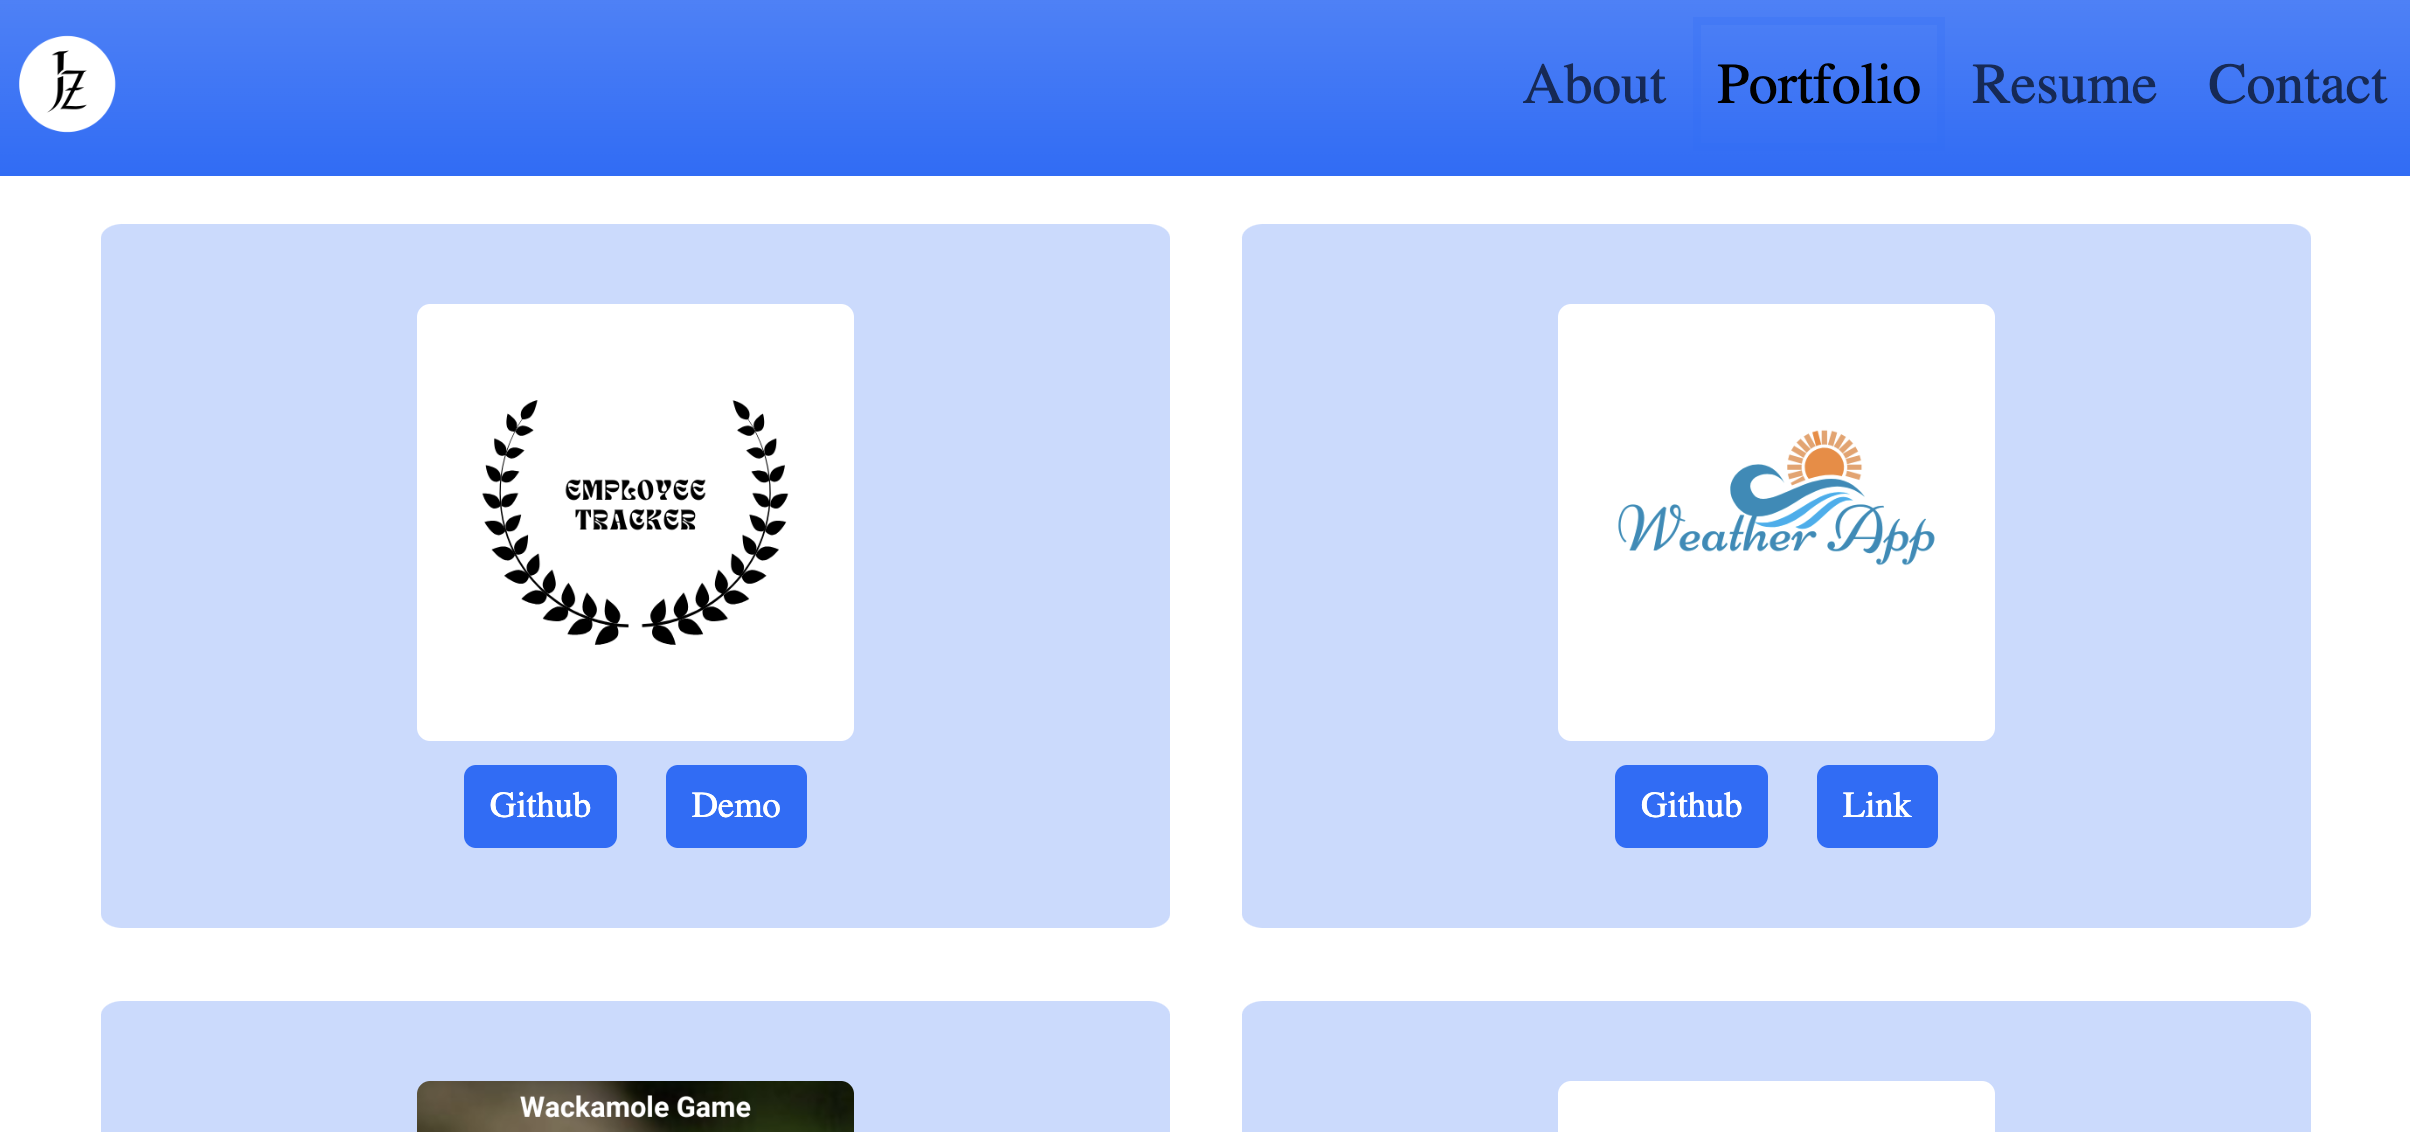 JZ
About Portfolio Resume Contact
EMPLOYEE
TRACKER
Weather App
Github Demo
Github Link
Wackamole Game